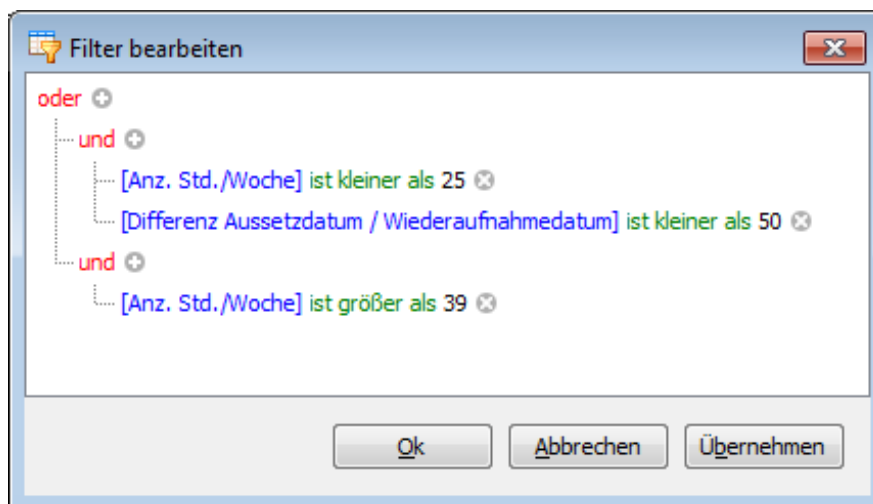 Filter bearbeiten
oder
und
[Anz. Std./Woche] ist kleiner als 25
[Differenz Aussetzdatum / Wiederaufnahmedatum] ist kleiner als 50
und
[Anz. Std./Woche] ist größer als 39
Ok Abbrechen Übernehmen